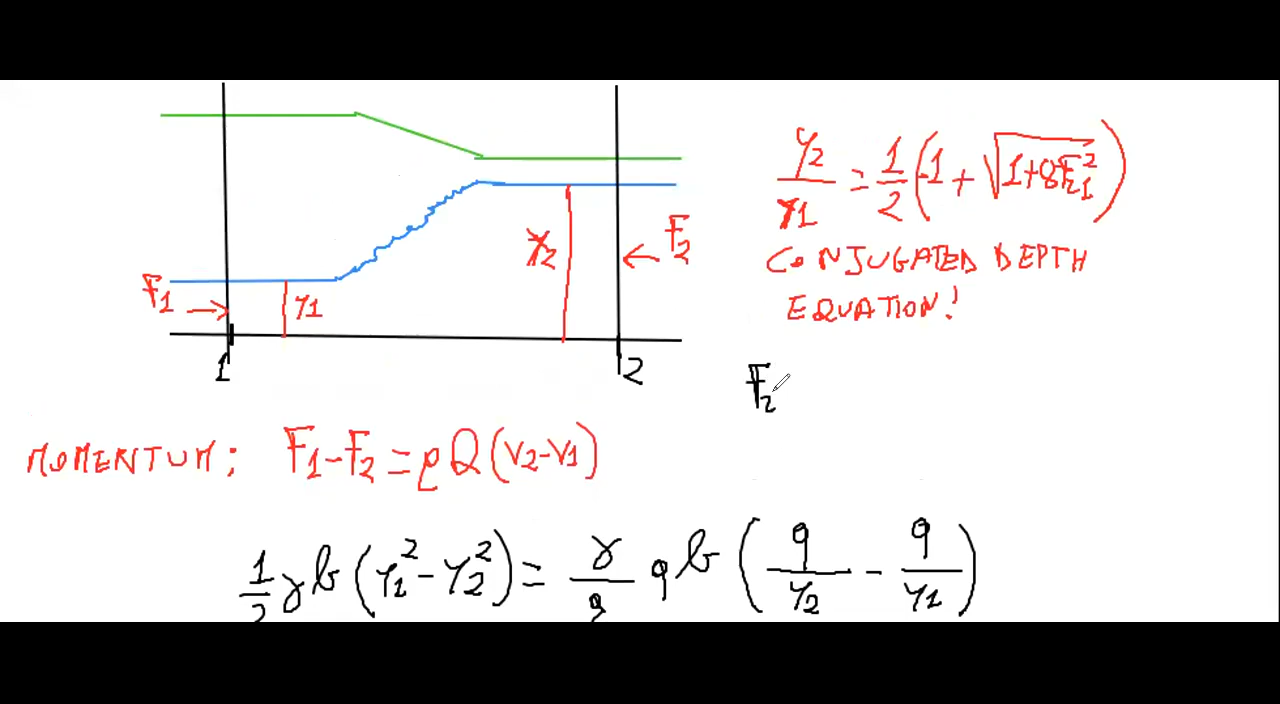 y2/y1 = 1/2 (-1 + √(1+8F1²))
CONJUGATED DEPTH
EQUATION!
F1 →
y1
y2
← F2
1
2
F2
MOMENTUM: F1-F2 = ρQ(V2-V1)
1/2 γb(y1² - y2²) = γ/g qb (q/y2 - q/y1)